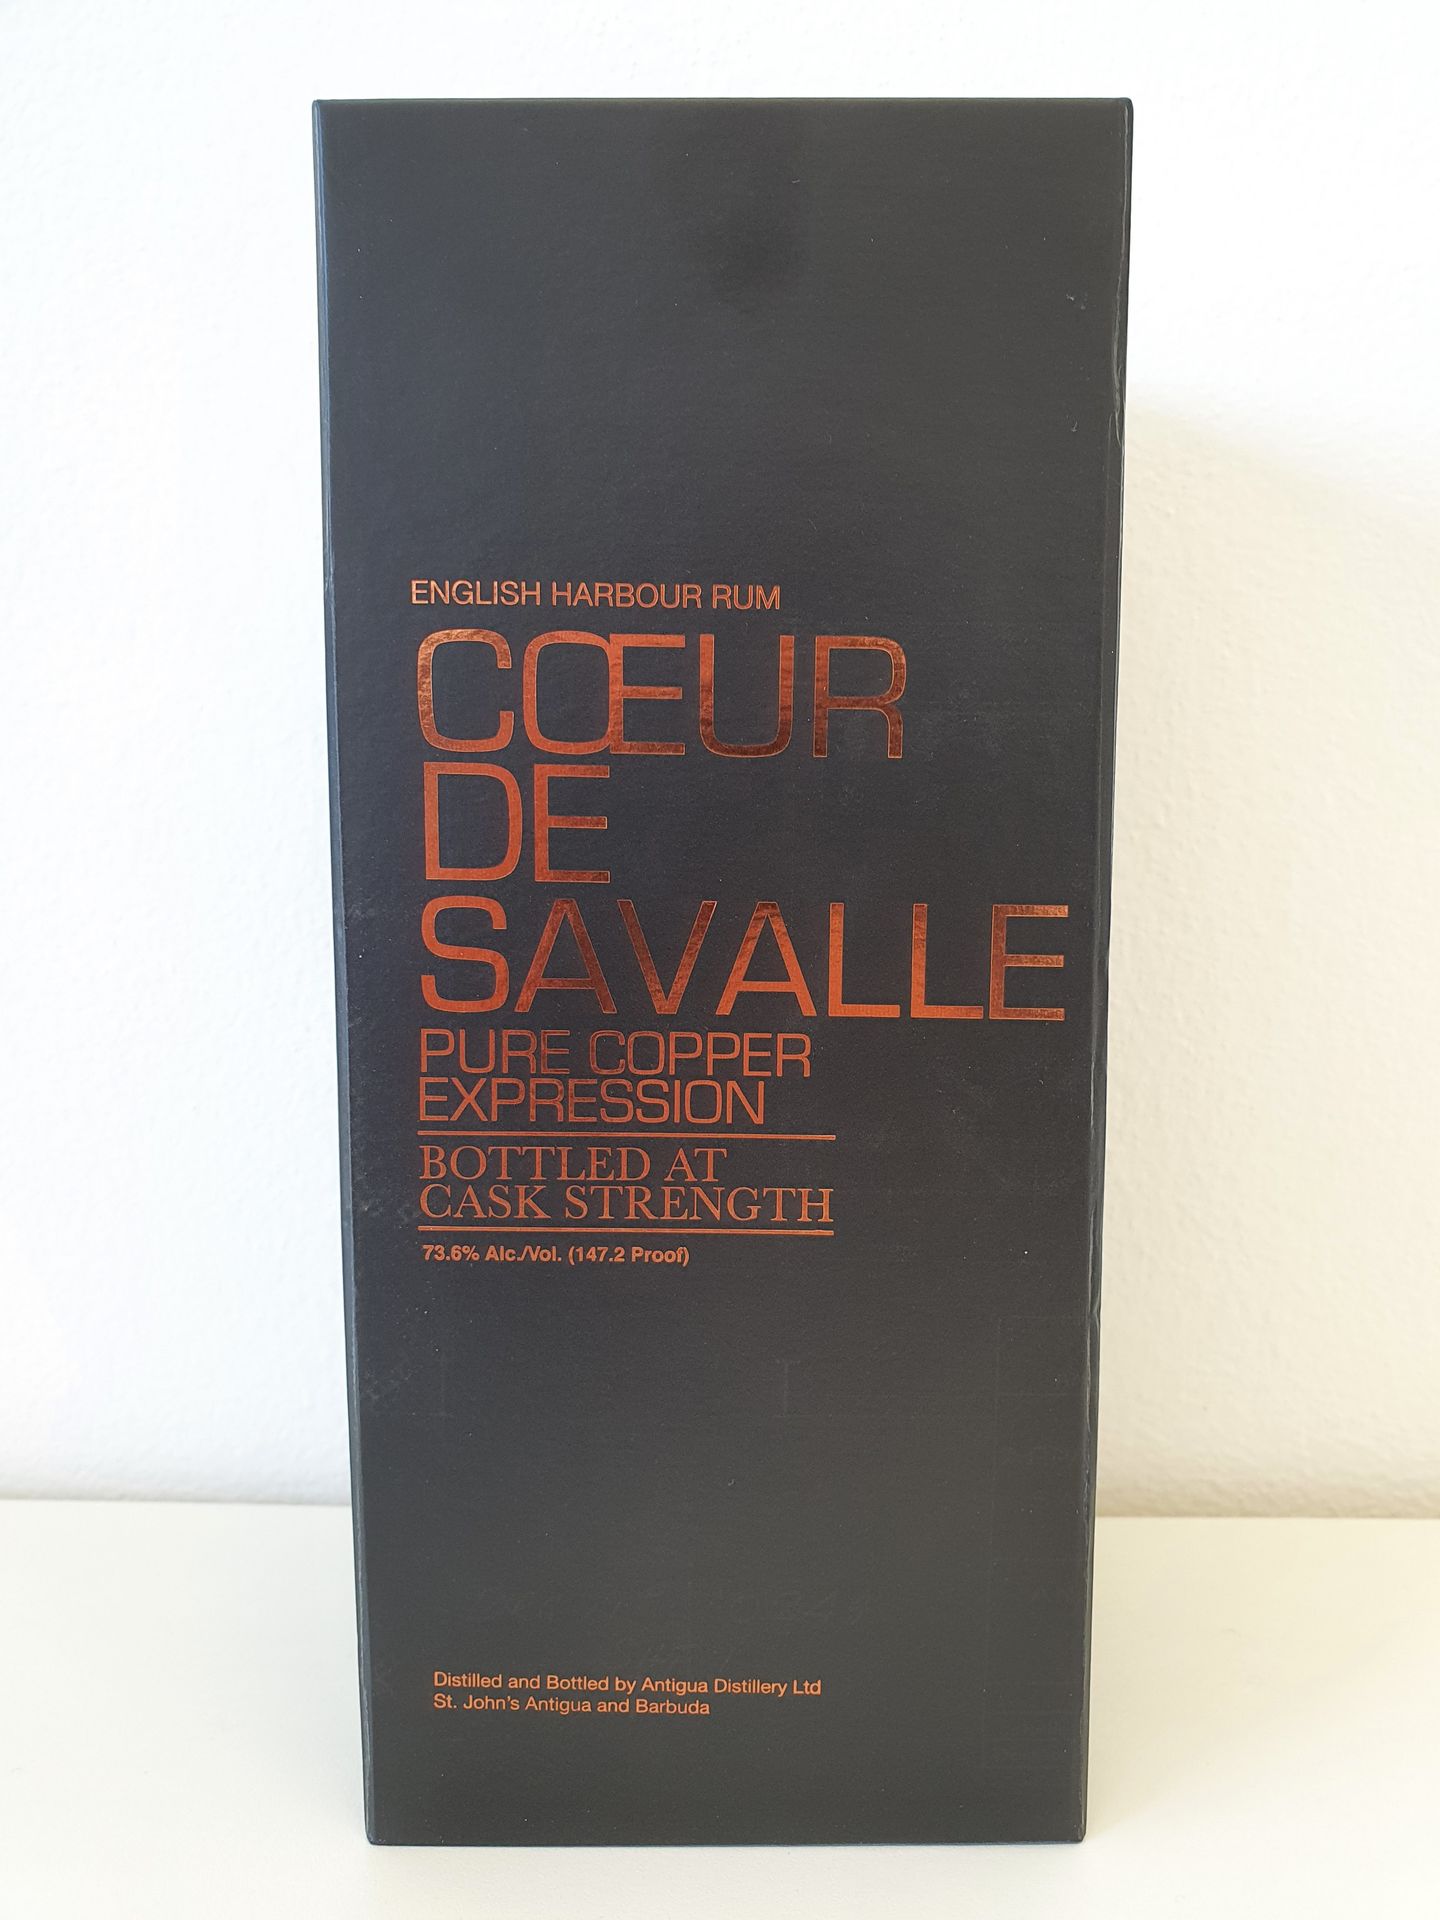 ENGLISH HARBOUR RUM
CŒUR
DE
SAVALLE
PURE COPPER
EXPRESSION
BOTTLED AT
CASK STRENGTH
73.6% Alc./Vol. (147.2 Proof)
Distilled and Bottled by Antigua Distillery Ltd
St. John's Antigua and Barbuda